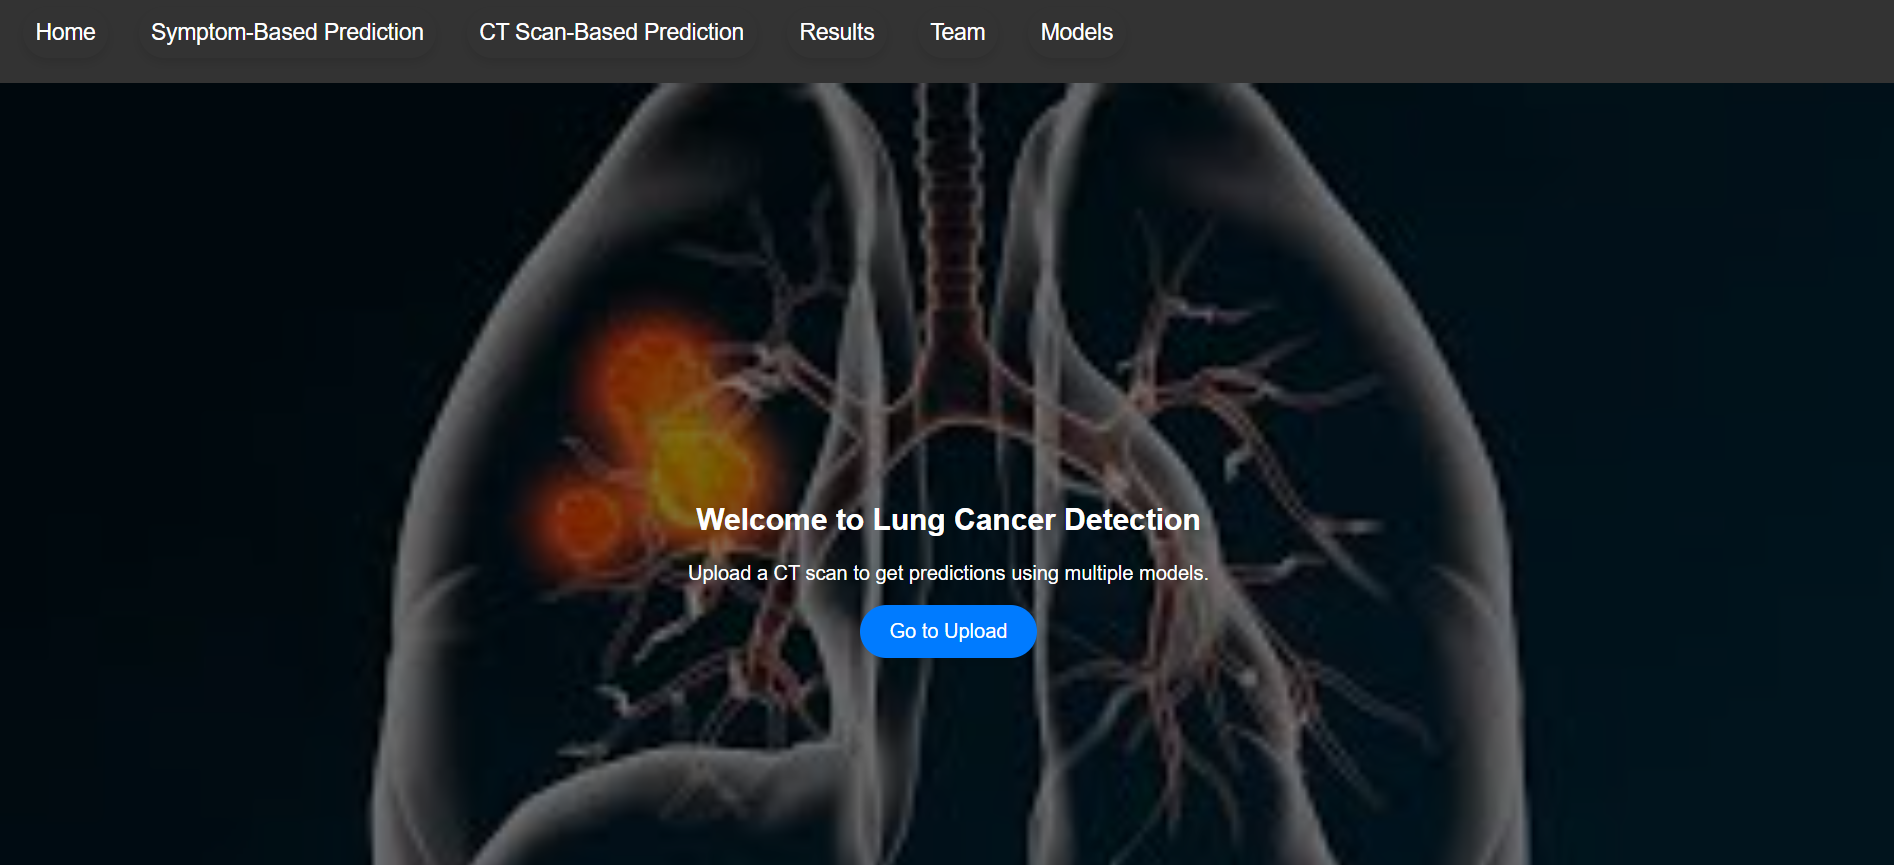 Home Symptom-Based Prediction CT Scan-Based Prediction Results Team Models
Welcome to Lung Cancer Detection
Upload a CT scan to get predictions using multiple models.
Go to Upload